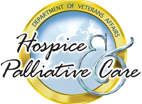 DEPARTMENT OF VETERANS AFFAIRS
Hospice &
Palliative Care